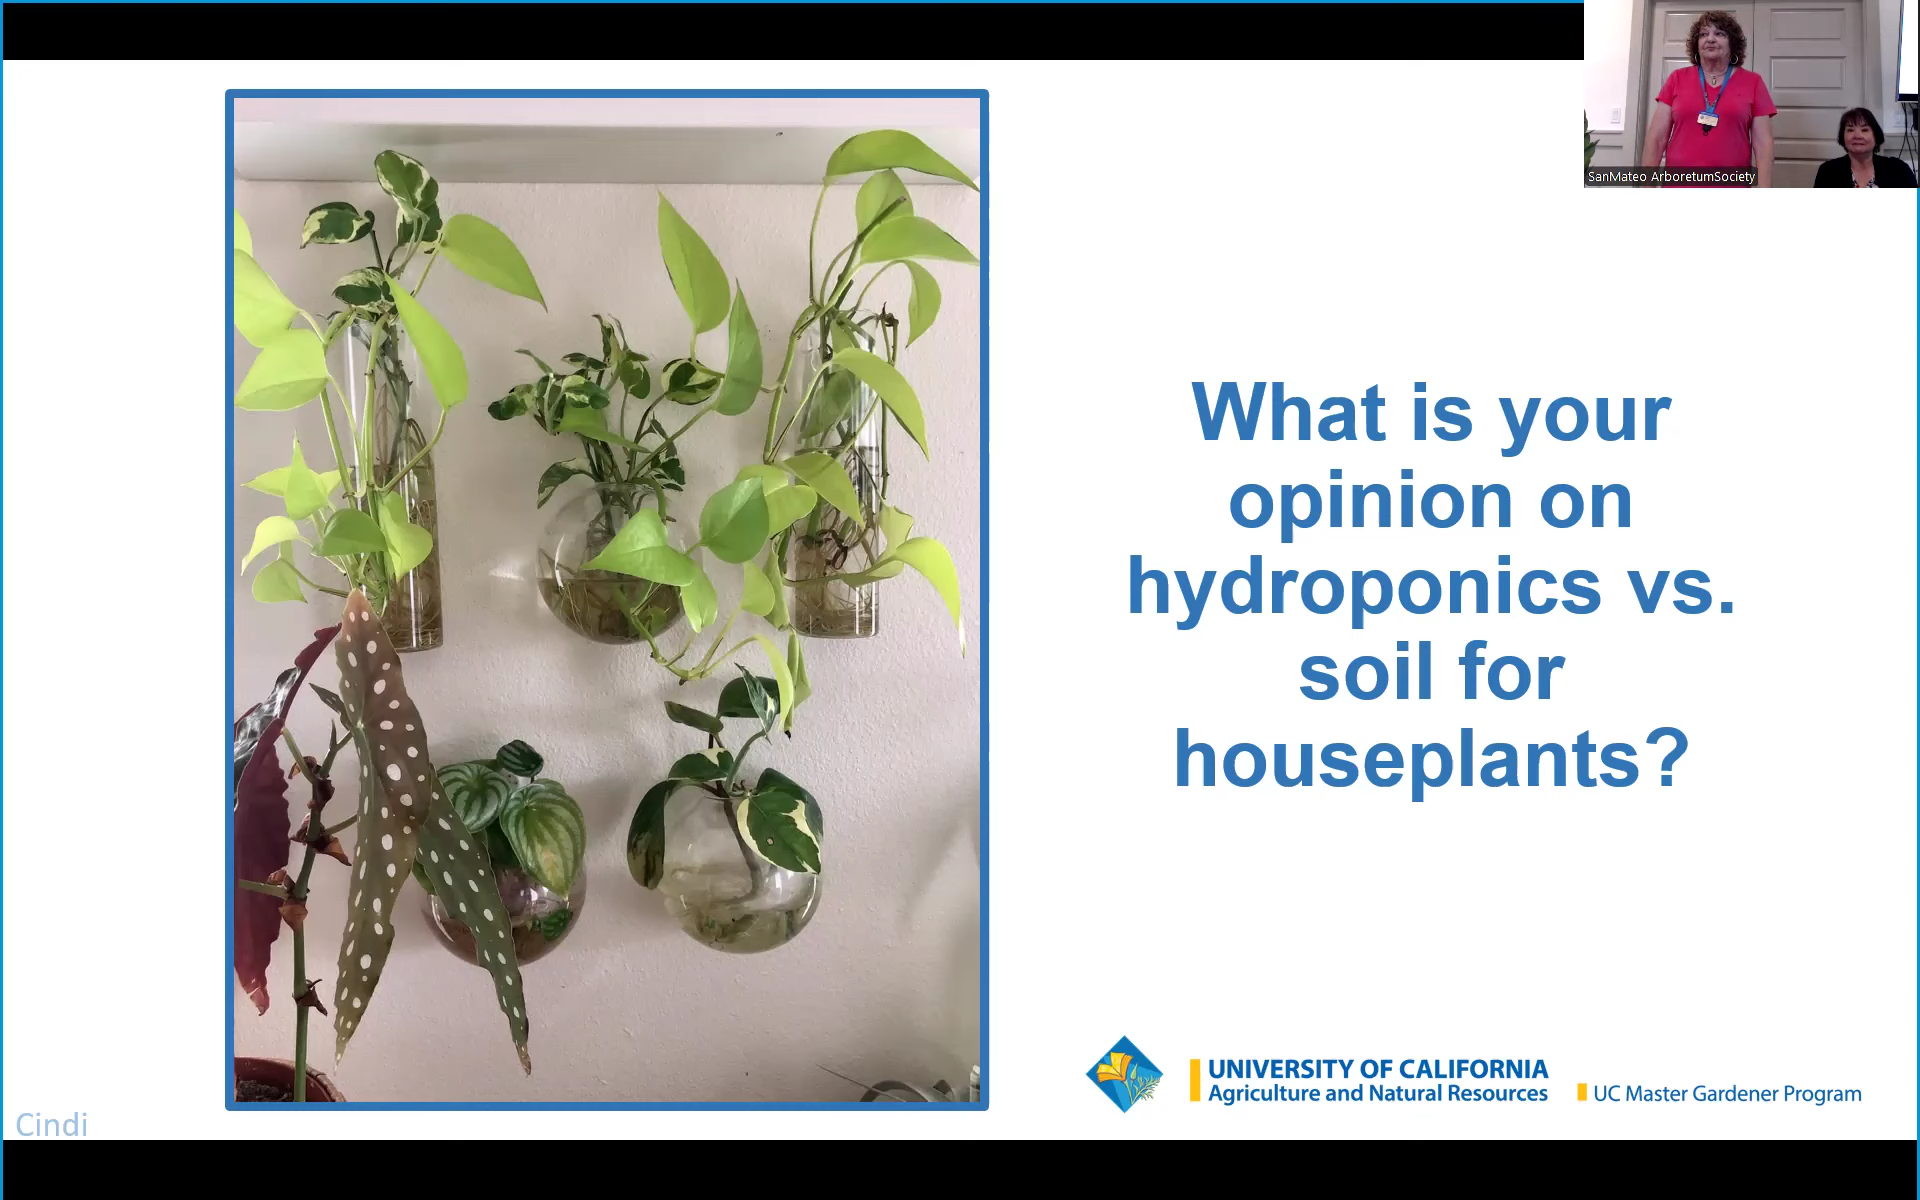 SanMateo ArboretumSociety
What is your
opinion on
hydroponics vs.
soil for
houseplants?
UNIVERSITY OF CALIFORNIA
Agriculture and Natural Resources
UC Master Gardener Program
Cindi